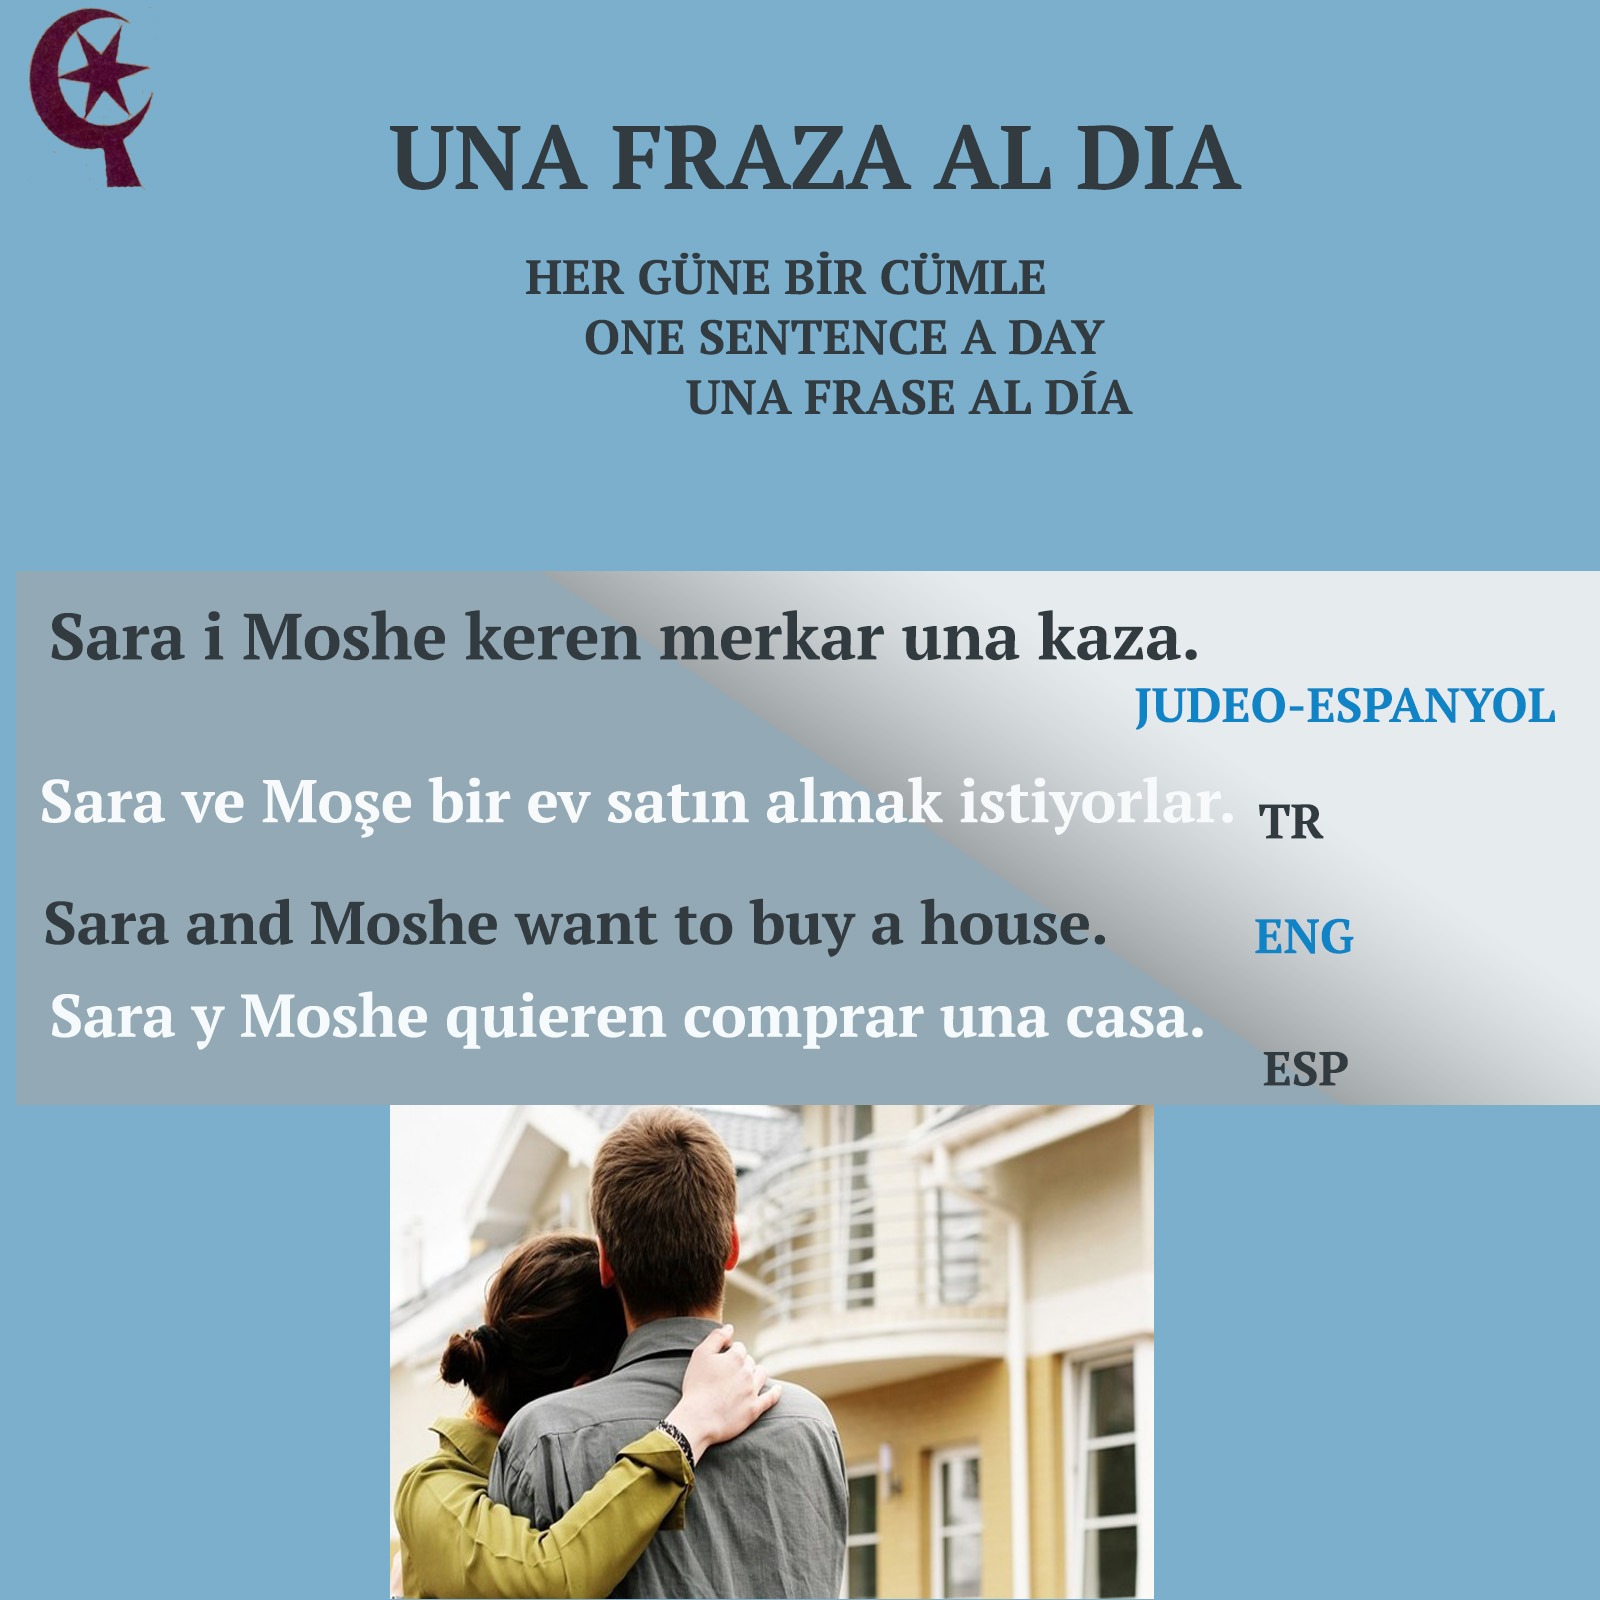 UNA FRAZA AL DIA
HER GÜNE BİR CÜMLE
ONE SENTENCE A DAY
UNA FRASE AL DÍA
Sara i Moshe keren merkar una kaza.
JUDEO-ESPANYOL
Sara ve Moşe bir ev satın almak istiyorlar.
TR
Sara and Moshe want to buy a house.
ENG
Sara y Moshe quieren comprar una casa.
ESP